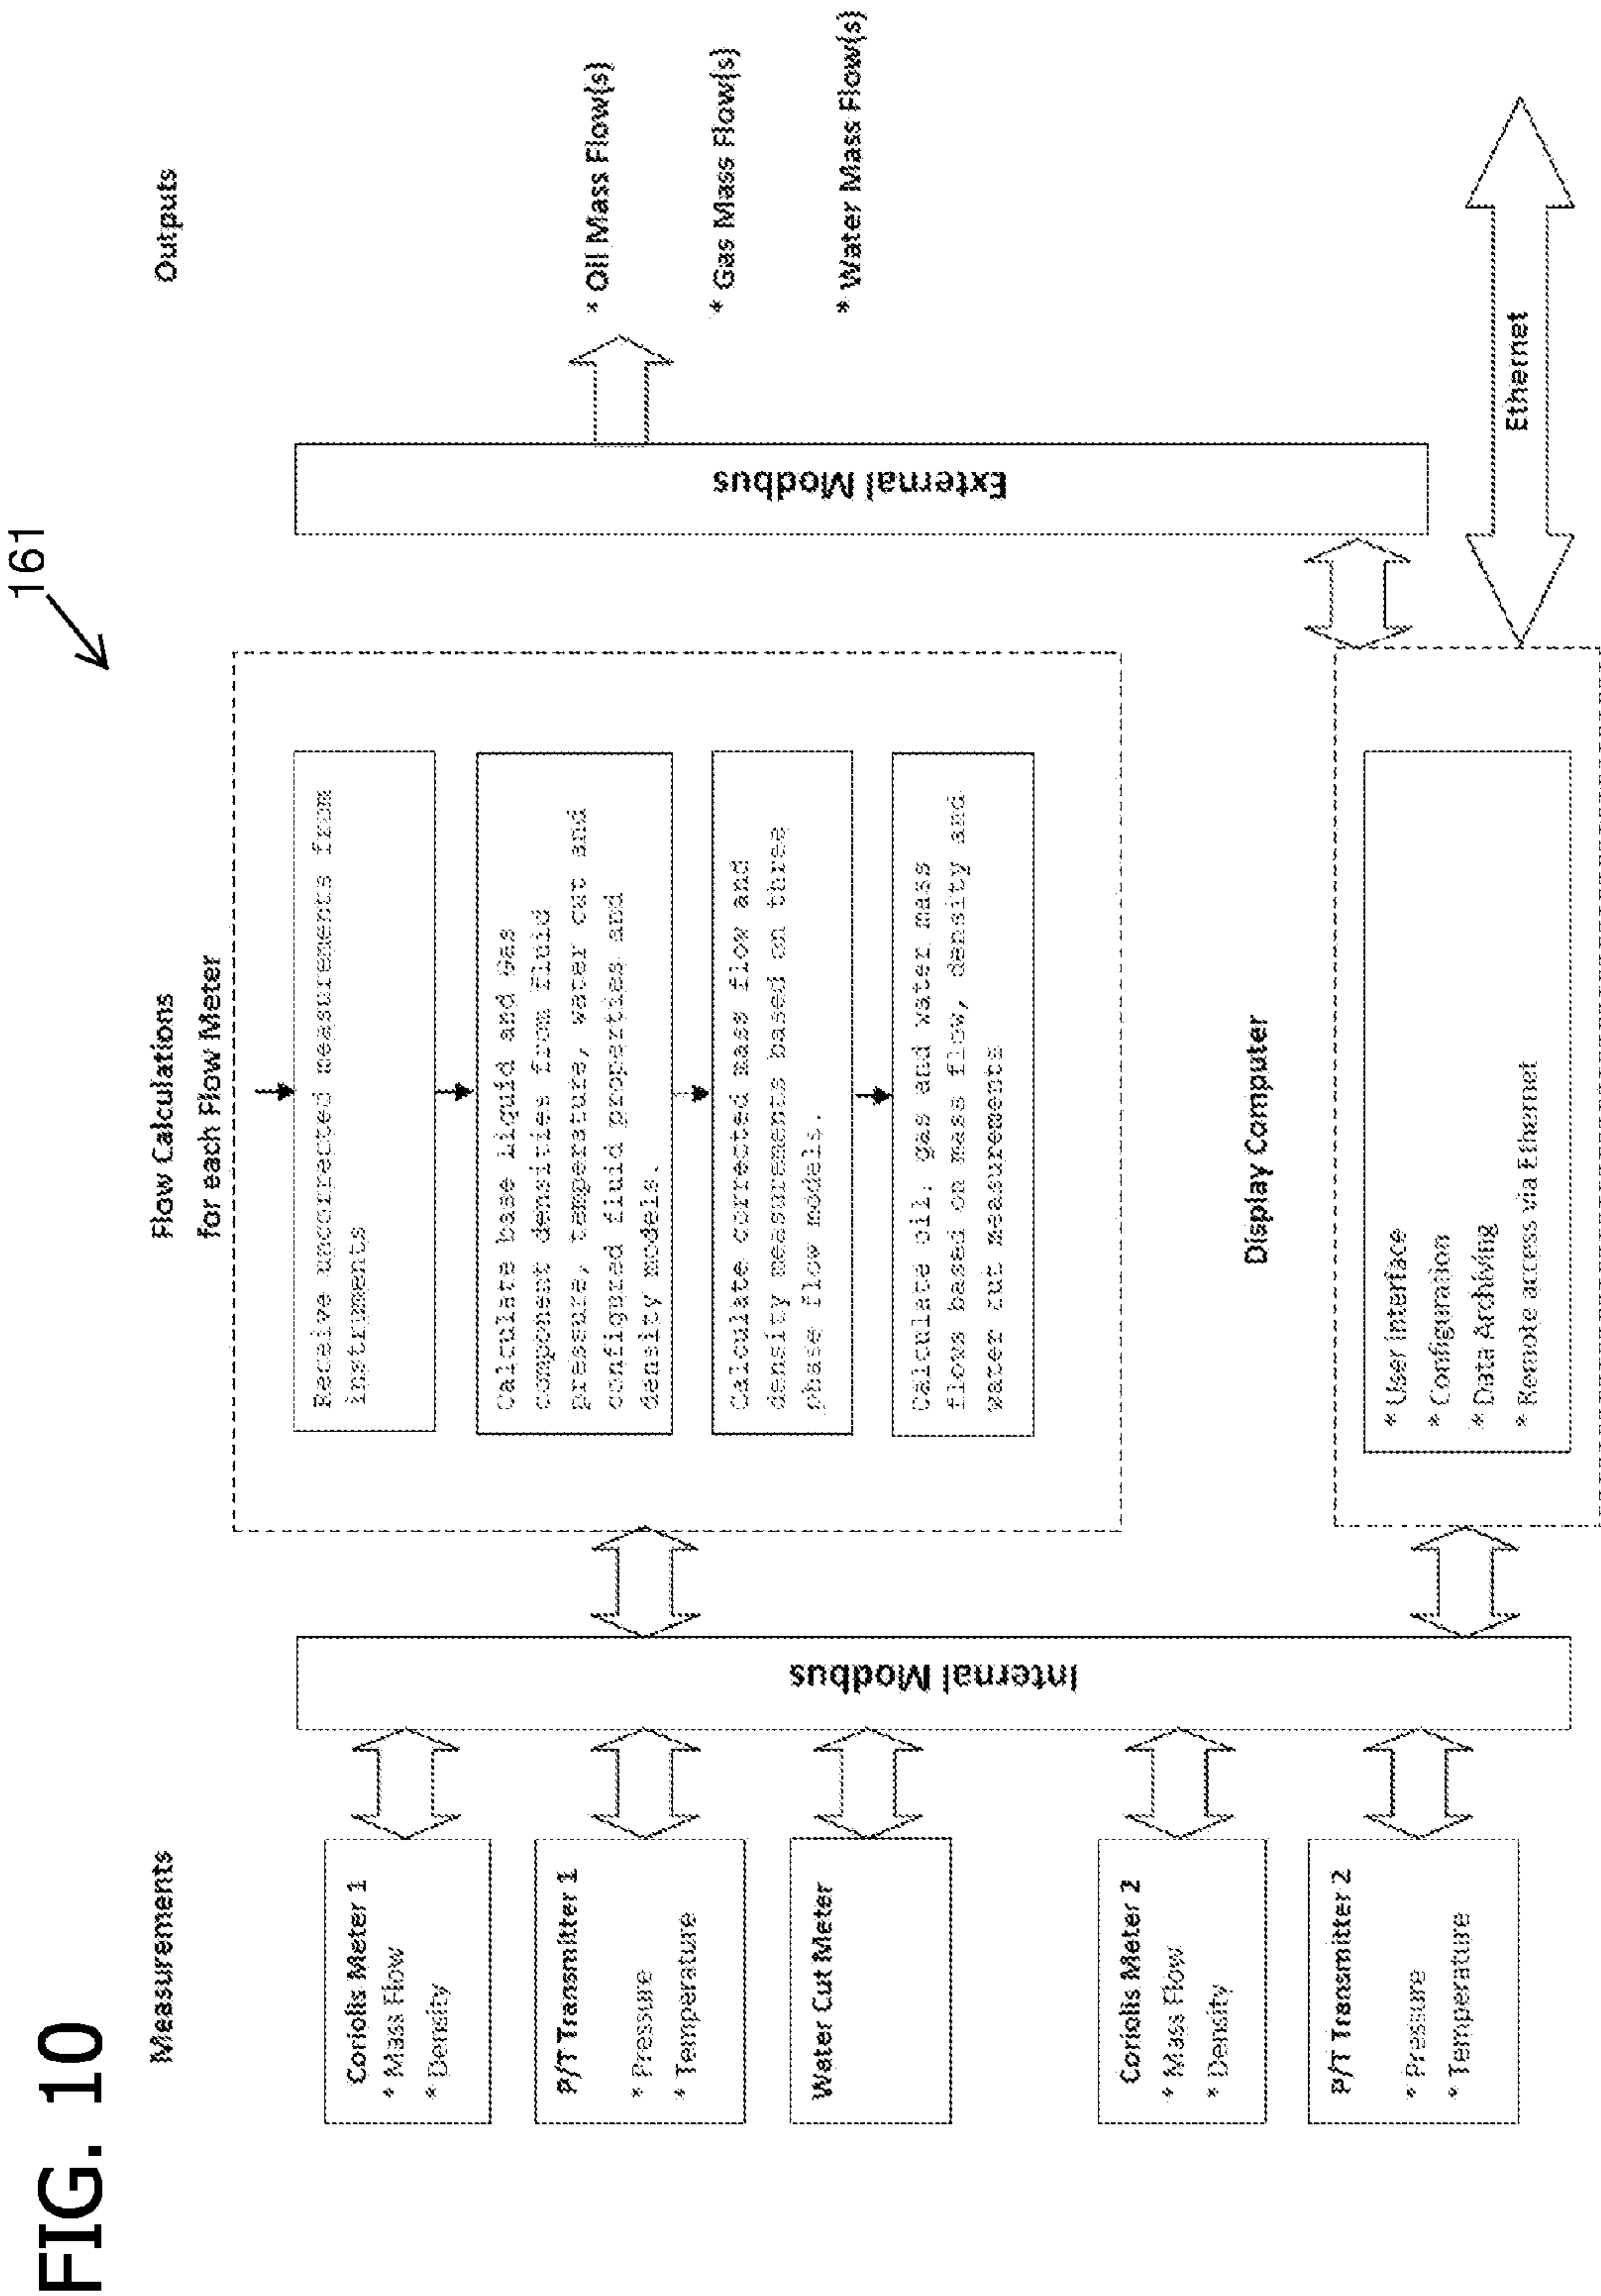 FIG. 10
161
Measurements
Flow Calculations
for each Flow Meter
Outputs
Coriolis Meter 1
* Mass Flow
* Density
P/T Transmitter 1
* Pressure
* Temperature
Water Cut Meter
Coriolis Meter 2
* Mass Flow
* Density
P/T Transmitter 2
* Pressure
* Temperature
Internal Modbus
Receive uncorrected measurements from
instruments
Calculate base Liquid and Gas
component densities from fluid
pressure, temperature, water cut and
configured fluid properties and
density models.
Calculate corrected mass flow and
density measurements based on three
phase flow models.
Calculate oil, gas and water mass
flows based on mass flow, density and
water cut measurements
Display Computer
* User interface
* Configuration
* Data Archiving
* Remote access via Ethernet
External Modbus
* Oil Mass Flow(s)
* Gas Mass Flow(s)
* Water Mass Flow(s)
Ethernet